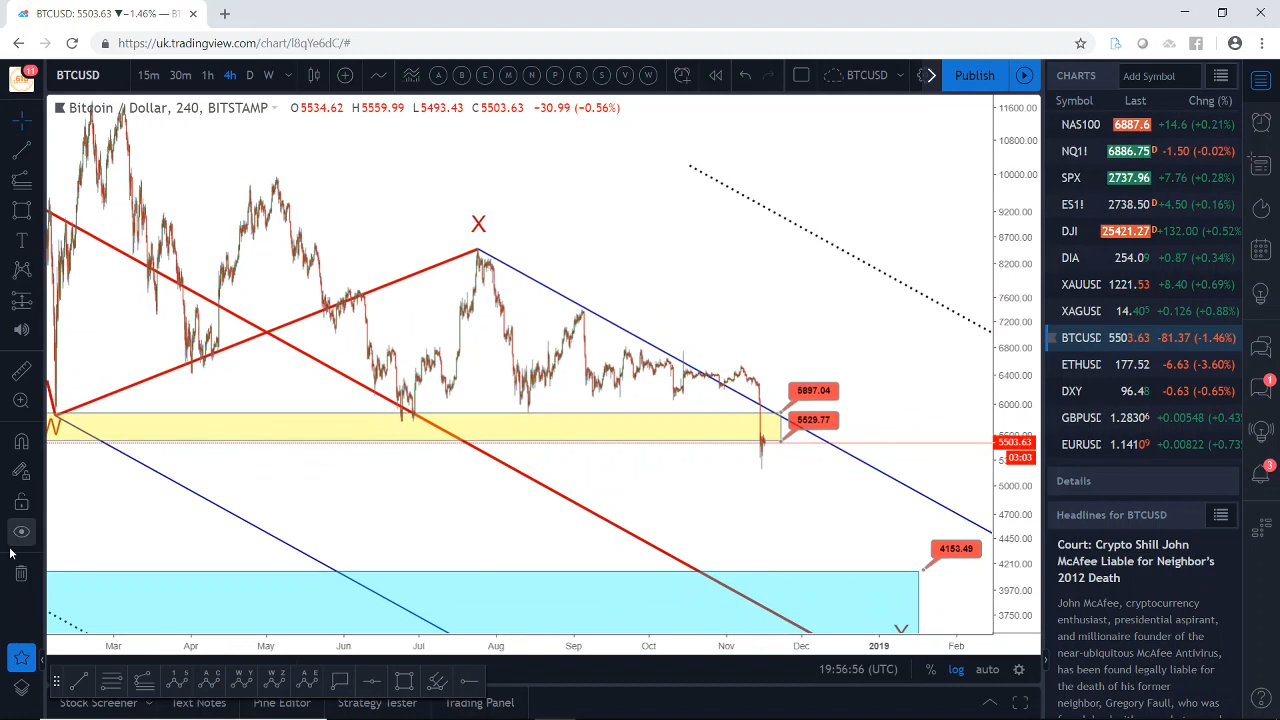 BTCUSD: 5503.63 ▼−1.46% — BTC
https://uk.tradingview.com/chart/l8qYe6dC/#
11
BTCUSD 15m 30m 1h 4h D W A B E M N P R S V W BTCUSD Publish
CHARTS Add Symbol
Bitcoin / Dollar, 240, BITSTAMP O5534.62 H5559.99 L5493.43 C5503.63 −30.99 (−0.56%)
Symbol Last Chng (%)
NAS100 6887.6 +14.6 (+0.21%)
NQ1! 6886.75 D -1.50 (-0.02%)
SPX 2737.96 D +7.76 (+0.28%)
ES1! 2738.50 D +4.50 (+0.16%)
DJI 25421.27 D +132.00 (+0.52%
DIA 254.09 +0.87 (+0.34%)
XAUUSD 1221.53 +8.40 (+0.69%)
XAGUSD 14.405 +0.126 (+0.88%)
BTCUSD 5503.63 -81.37 (-1.46%)
ETHUSD 177.52 -6.63 (-3.60%)
DXY 96.48 -0.63 (-0.65%)
GBPUSD 1.28306 +0.00548 (+0.43
EURUSD 1.14109 +0.00822 (+0.73
11600.00
10800.00
10000.00
9200.00
8700.00
8200.00
7600.00
7200.00
6800.00
6400.00
6000.00
5503.63
03:03
5000.00
4700.00
4450.00
4210.00
3970.00
3750.00
X
5897.04
5529.77
4153.49
Y
Mar May Jun Jul Aug Sep Oct Nov Dec 2019 Feb
19:56:56 (UTC) % log auto
1 5 A C W Y W Z A E
Stock Screener Text Notes Pine Editor Strategy Tester Trading Panel
Details
Headlines for BTCUSD
Court: Crypto Shill John
McAfee Liable for Neighbor's
2012 Death
John McAfee, cryptocurrency
enthusiast, presidential aspirant,
and millionaire founder of the
near-ubiquitous McAfee Antivirus,
has been found legally liable for
the death of his former
neighbor, Gregory Faull, who was
1
3